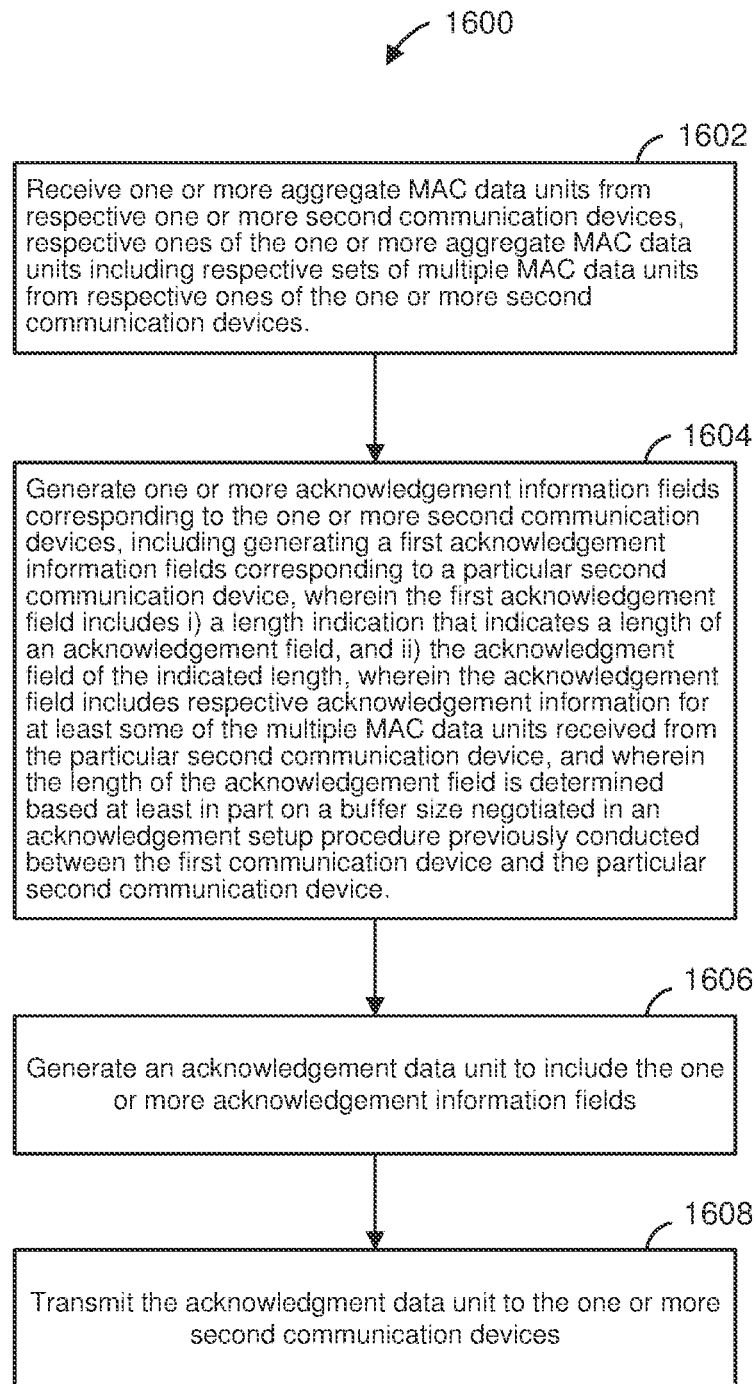 1600
1602
Receive one or more aggregate MAC data units from
respective one or more second communication devices,
respective ones of the one or more aggregate MAC data
units including respective sets of multiple MAC data units
from respective ones of the one or more second
communication devices.
1604
Generate one or more acknowledgement information fields
corresponding to the one or more second communication
devices, including generating a first acknowledgement
information fields corresponding to a particular second
communication device, wherein the first acknowledgement
field includes i) a length indication that indicates a length of
an acknowledgement field, and ii) the acknowledgment
field of the indicated length, wherein the acknowledgement
field includes respective acknowledgement information for
at least some of the multiple MAC data units received from
the particular second communication device, and wherein
the length of the acknowledgement field is determined
based at least in part on a buffer size negotiated in an
acknowledgement setup procedure previously conducted
between the first communication device and the particular
second communication device.
1606
Generate an acknowledgement data unit to include the one
or more acknowledgement information fields
1608
Transmit the acknowledgment data unit to the one or more
second communication devices